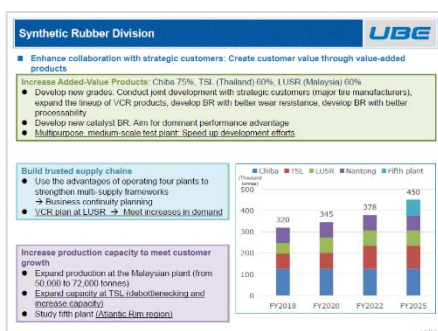 Synthetic Rubber Division
UBE
Enhance collaboration with strategic customers: Create customer value through value-added
products
Increase Added-Value Products: Chiba 75%, TSL (Thailand) 60%, LUSR (Malaysia) 60%
● Develop new grades. Conduct joint development with strategic customers (major tire manufacturers),
expand the lineup of VCR products, develop BR with better wear resistance, develop BR with better
processability
● Develop new catalyst BR. Aim for dominant performance advantage
● Multipurpose, medium-scale test plant: Speed up development efforts
Build trusted supply chains
● Use the advantages of operating four plants to
strengthen multi-supply frameworks
→ Business continuity planning
● VCR plan at LUSR → Meet increases in demand
Increase production capacity to meet customer
growth
● Expand production at the Malaysian plant (from
50,000 to 72,000 tonnes)
● Expand capacity at TSL (debottlenecking and
increase capacity)
● Study fifth plant (Atlantic Rim region)
Chiba TSL LUSR Nantong Fifth plant
(Thousand
tonnes)
500
400
300
200
100
0
320
345
378
450
FY2018 FY2020 FY2022 FY2025